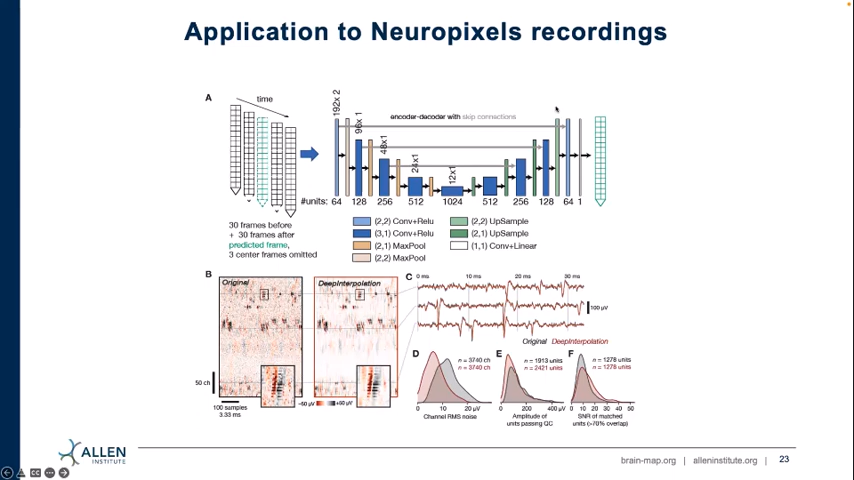 Application to Neuropixels recordings
A
time
192x 2
96x 1
48x1
24x1
12x1
encoder-decoder with skip connections
#units: 64 128 256 512 1024 512 256 128 64 1
30 frames before
+ 30 frames after
predicted frame,
3 center frames omitted
(2,2) Conv+Relu
(3,1) Conv+Relu
(2,1) MaxPool
(2,2) MaxPool
(2,2) UpSample
(2,1) UpSample
(1,1) Conv+Linear
B
Original
DeepInterpolation
50 ch
100 samples
3.33 ms
-50 µV
+50 µV
C
0 ms 10 ms 20 ms 30 ms
100 µV
Original DeepInterpolation
D
n = 3740 ch
n = 3740 ch
0 10 20 µV
Channel RMS noise
E
n = 1913 units
n = 2421 units
0 200 400 µV
Amplitude of
units passing QC
F
n = 1278 units
n = 1278 units
0 10 20 30 40 50
SNR of matched
units (>70% overlap)
ALLEN
INSTITUTE
brain-map.org | alleninstitute.org | 23